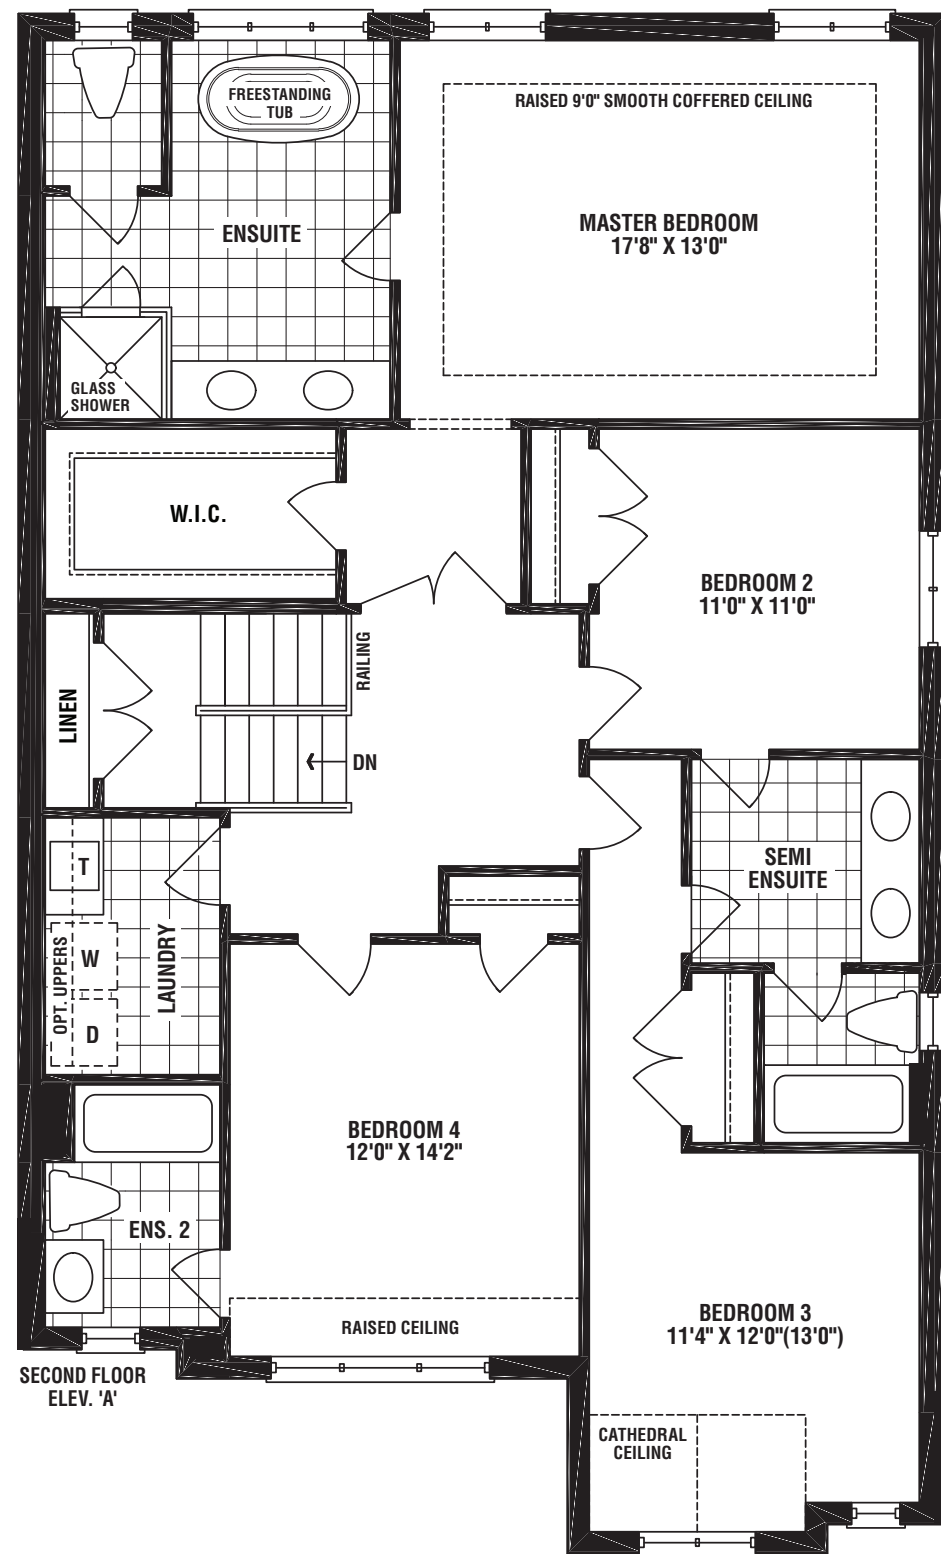 FREESTANDING
TUB
RAISED 9'0" SMOOTH COFFERED CEILING
ENSUITE
MASTER BEDROOM
17'8" X 13'0"
GLASS
SHOWER
W.I.C.
BEDROOM 2
11'0" X 11'0"
LINEN
RAILING
DN
T
W
D
OPT. UPPERS
LAUNDRY
SEMI
ENSUITE
BEDROOM 4
12'0" X 14'2"
ENS. 2
RAISED CEILING
BEDROOM 3
11'4" X 12'0"(13'0")
SECOND FLOOR
ELEV. 'A'
CATHEDRAL
CEILING